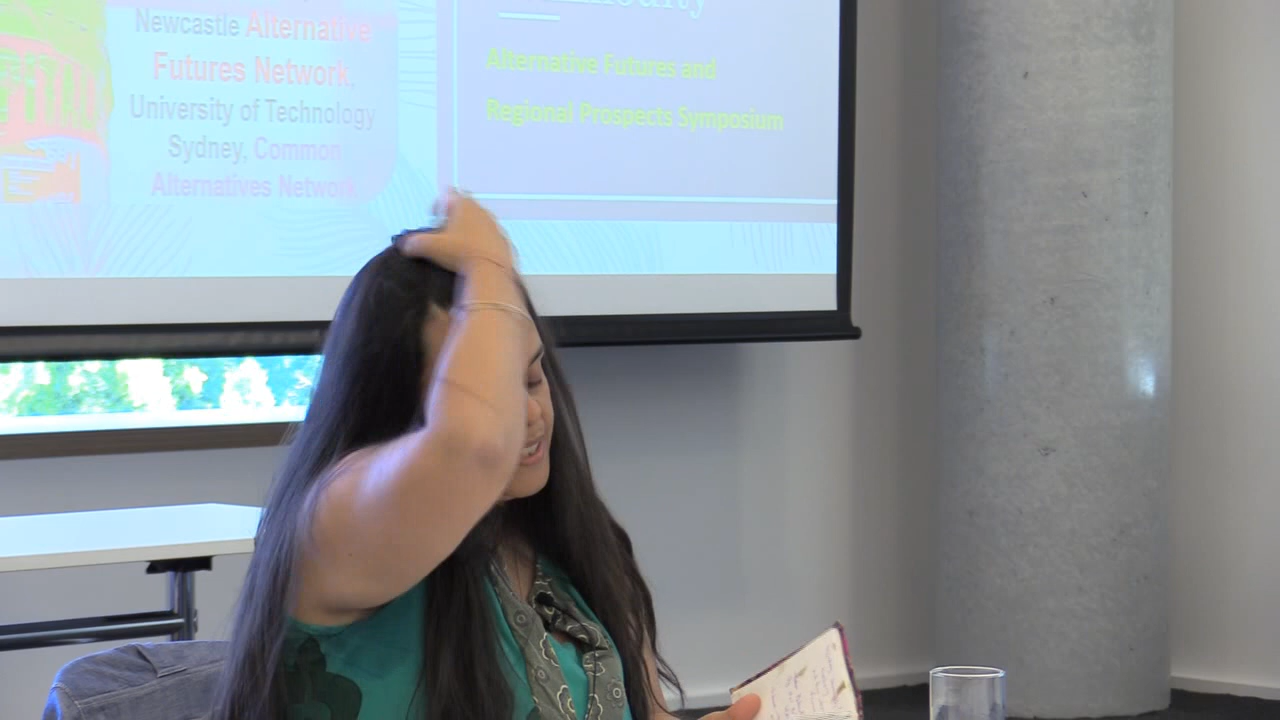 Newcastle Alternative
Futures Network,
University of Technology
Sydney, Common
Alternatives Network
Alternative Futures and
Regional Prospects Symposium